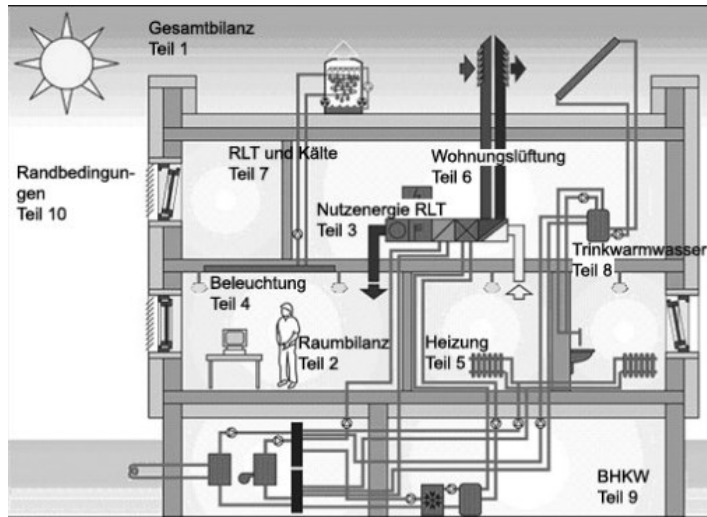 Gesamtbilanz
Teil 1
RLT und Kälte
Teil 7
Wohnungslüftung
Teil 6
Randbedingun-
gen
Teil 10
Nutzenergie RLT
Teil 3
Trinkwarmwasser
Teil 8
Beleuchtung
Teil 4
Raumbilanz
Teil 2
Heizung
Teil 5
BHKW
Teil 9